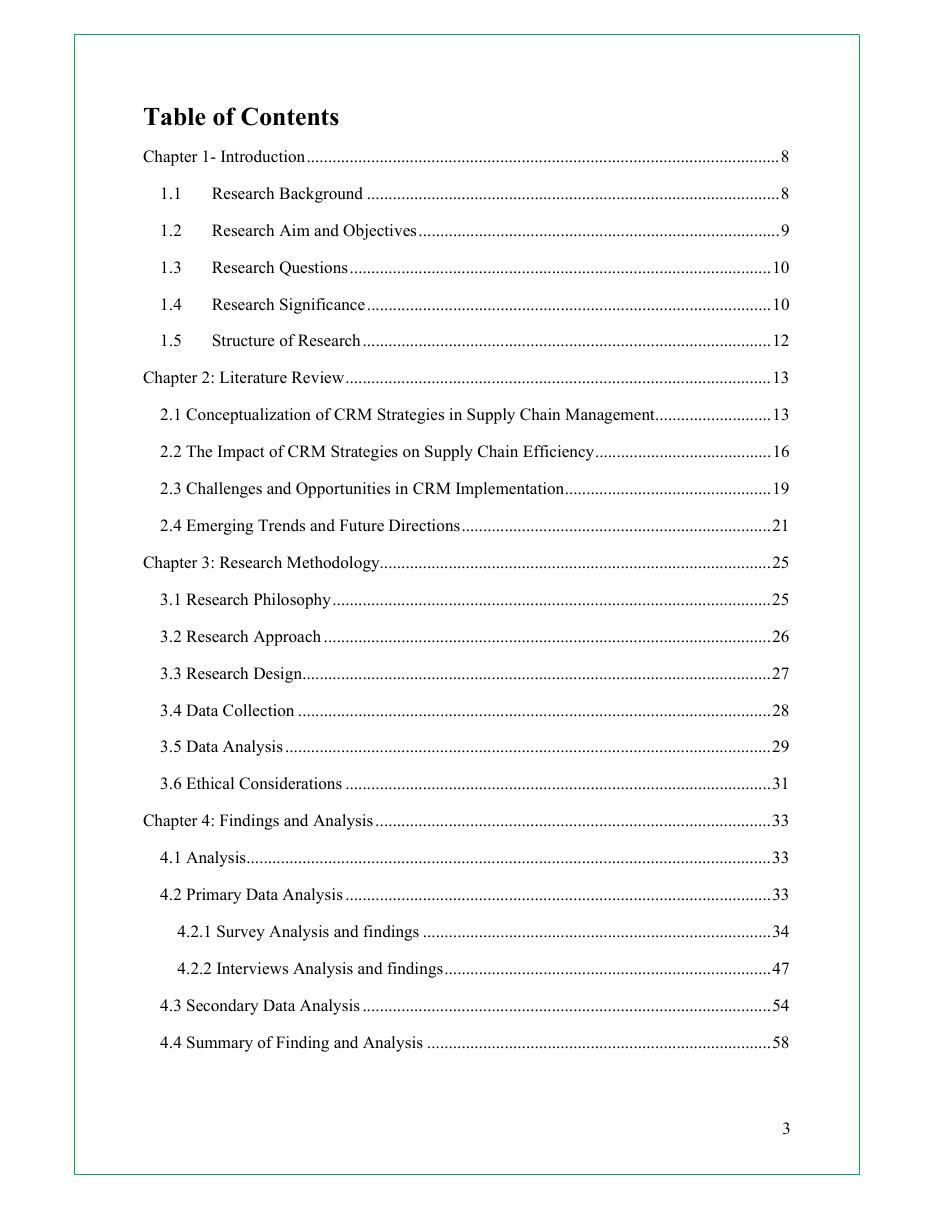 Table of Contents
Chapter 1- Introduction........................................................................................................8
1.1 Research Background ...........................................................................................8
1.2 Research Aim and Objectives................................................................................9
1.3 Research Questions..............................................................................................10
1.4 Research Significance..........................................................................................10
1.5 Structure of Research...........................................................................................12
Chapter 2: Literature Review..............................................................................................13
2.1 Conceptualization of CRM Strategies in Supply Chain Management.......................13
2.2 The Impact of CRM Strategies on Supply Chain Efficiency.....................................16
2.3 Challenges and Opportunities in CRM Implementation...........................................19
2.4 Emerging Trends and Future Directions...................................................................21
Chapter 3: Research Methodology......................................................................................25
3.1 Research Philosophy.................................................................................................25
3.2 Research Approach ..................................................................................................26
3.3 Research Design.......................................................................................................27
3.4 Data Collection ........................................................................................................28
3.5 Data Analysis...........................................................................................................29
3.6 Ethical Considerations .............................................................................................31
Chapter 4: Findings and Analysis........................................................................................33
4.1 Analysis....................................................................................................................33
4.2 Primary Data Analysis..............................................................................................33
4.2.1 Survey Analysis and findings .............................................................................34
4.2.2 Interviews Analysis and findings........................................................................47
4.3 Secondary Data Analysis..........................................................................................54
4.4 Summary of Finding and Analysis ...........................................................................58
3